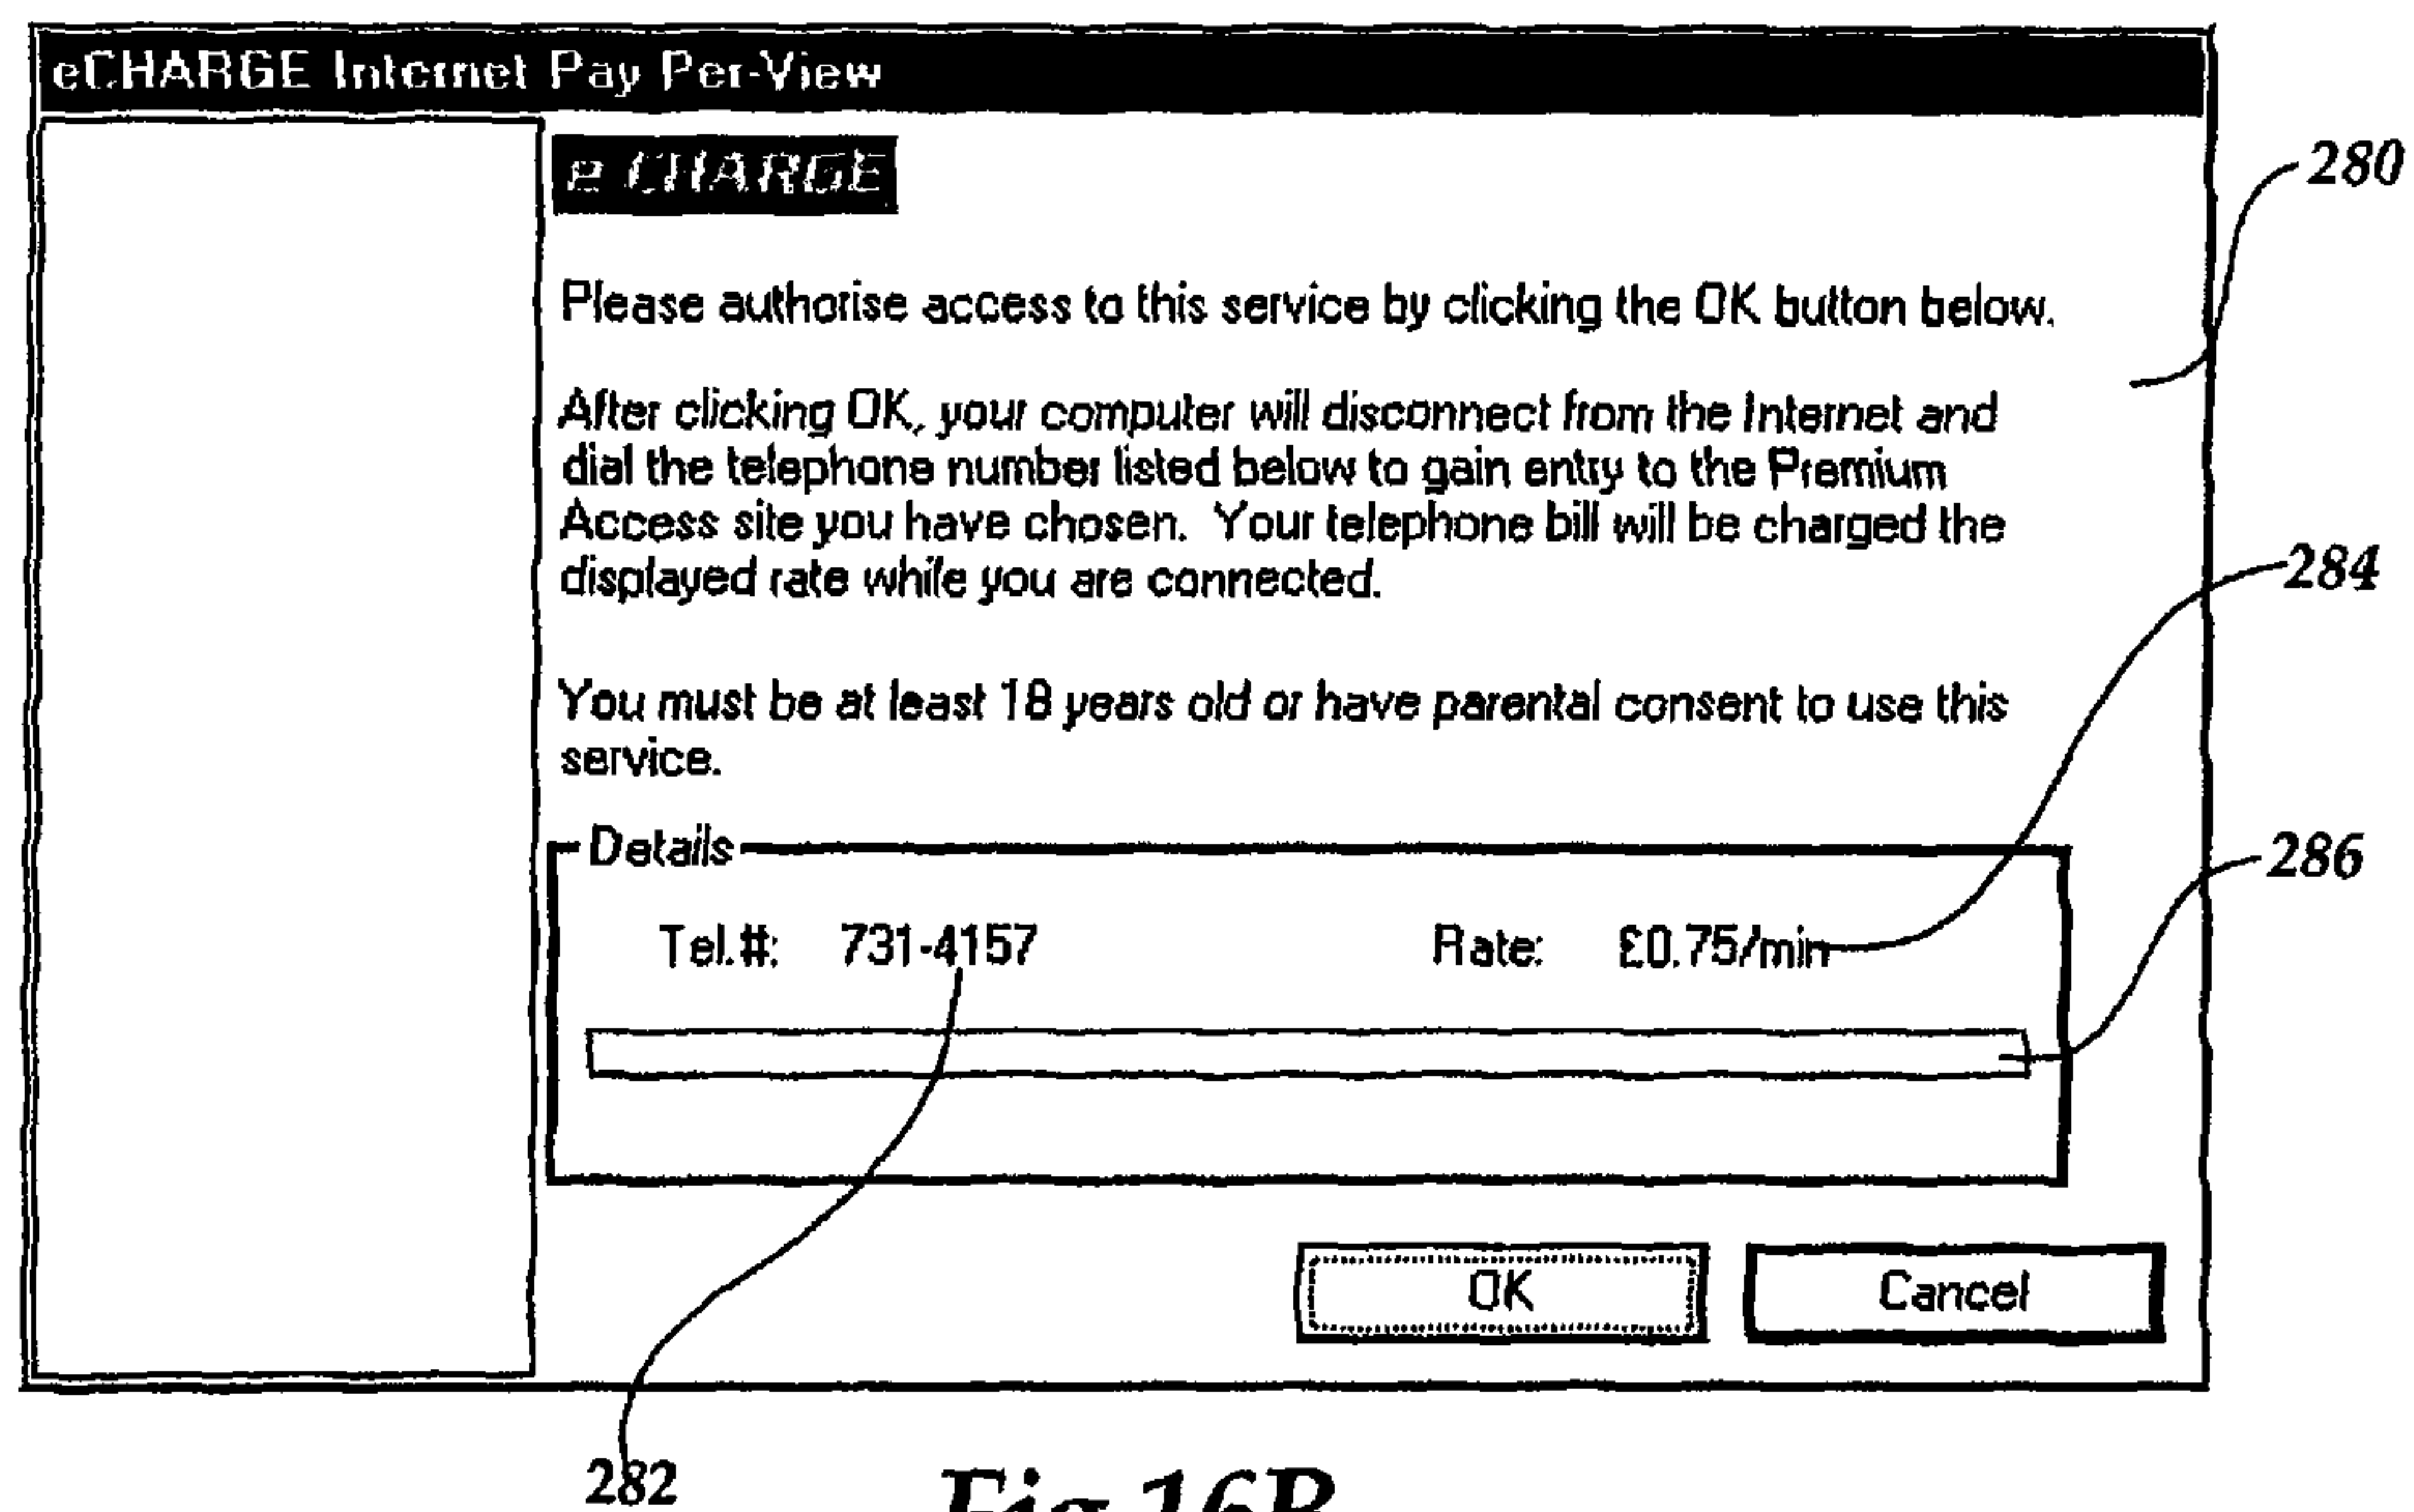 eCHARGE Internet Pay Per-View
e CHARGE
280
Please authorise access to this service by clicking the OK button below.
After clicking OK, your computer will disconnect from the Internet and
dial the telephone number listed below to gain entry to the Premium
Access site you have chosen. Your telephone bill will be charged the
displayed rate while you are connected.
284
You must be at least 18 years old or have parental consent to use this
service.
Details
286
Tel.#: 731-4157 Rate: £0.75/min
OK Cancel
282
Fig.16B